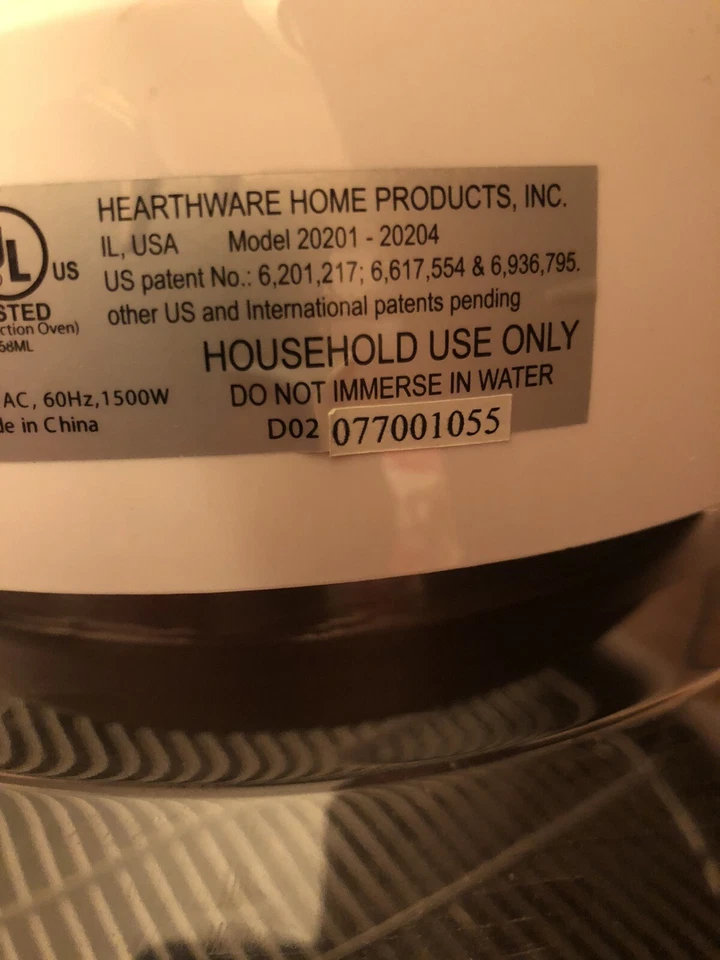 HEARTHWARE HOME PRODUCTS, INC.
IL, USA Model 20201 - 20204
US patent No.: 6,201,217; 6,617,554 & 6,936,795.
other US and International patents pending
UL US
HOUSEHOLD USE ONLY
DO NOT IMMERSE IN WATER
D02 077001055
STED
ction Oven)
68ML
AC, 60Hz,1500W
de in China